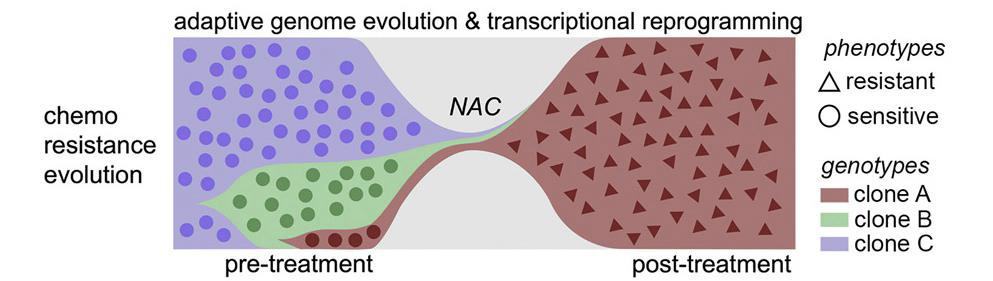 adaptive genome evolution & transcriptional reprogramming
chemo
resistance
evolution
NAC
pre-treatment
post-treatment
phenotypes
resistant
sensitive
genotypes
clone A
clone B
clone C